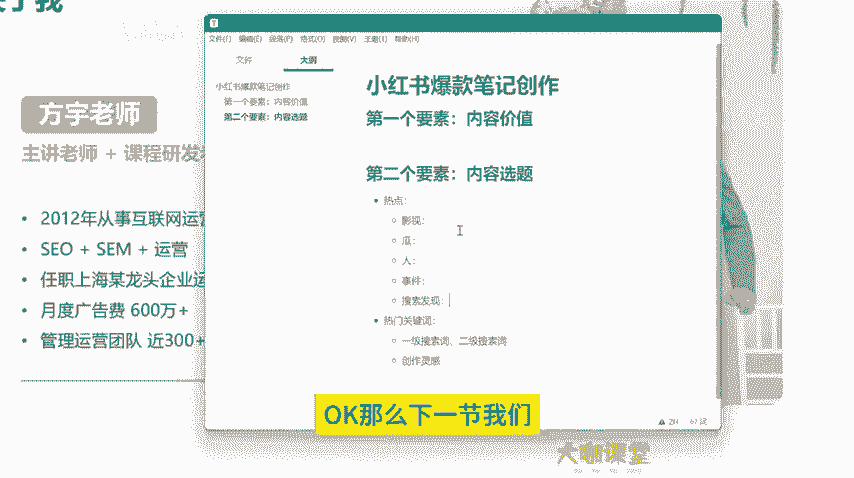 关于我
方宇老师
主讲老师 + 课程研发
2012年从事互联网运营
SEO + SEM + 运营
任职上海某龙头企业运
月度广告费 600万+
管理运营团队 近300+
文件(F) 编辑(E) 段落(P) 格式(O) 视图(V) 主题(T) 帮助(H)
文件 大纲
小红书爆款笔记创作
第一个要素：内容价值
第二个要素：内容选题
小红书爆款笔记创作
第一个要素：内容价值
第二个要素：内容选题
热点：
影视：
瓜：
人：
事件：
搜索发现：
热门关键词：
一级搜索词、二级搜索词
创作灵感
OK那么下一节我们